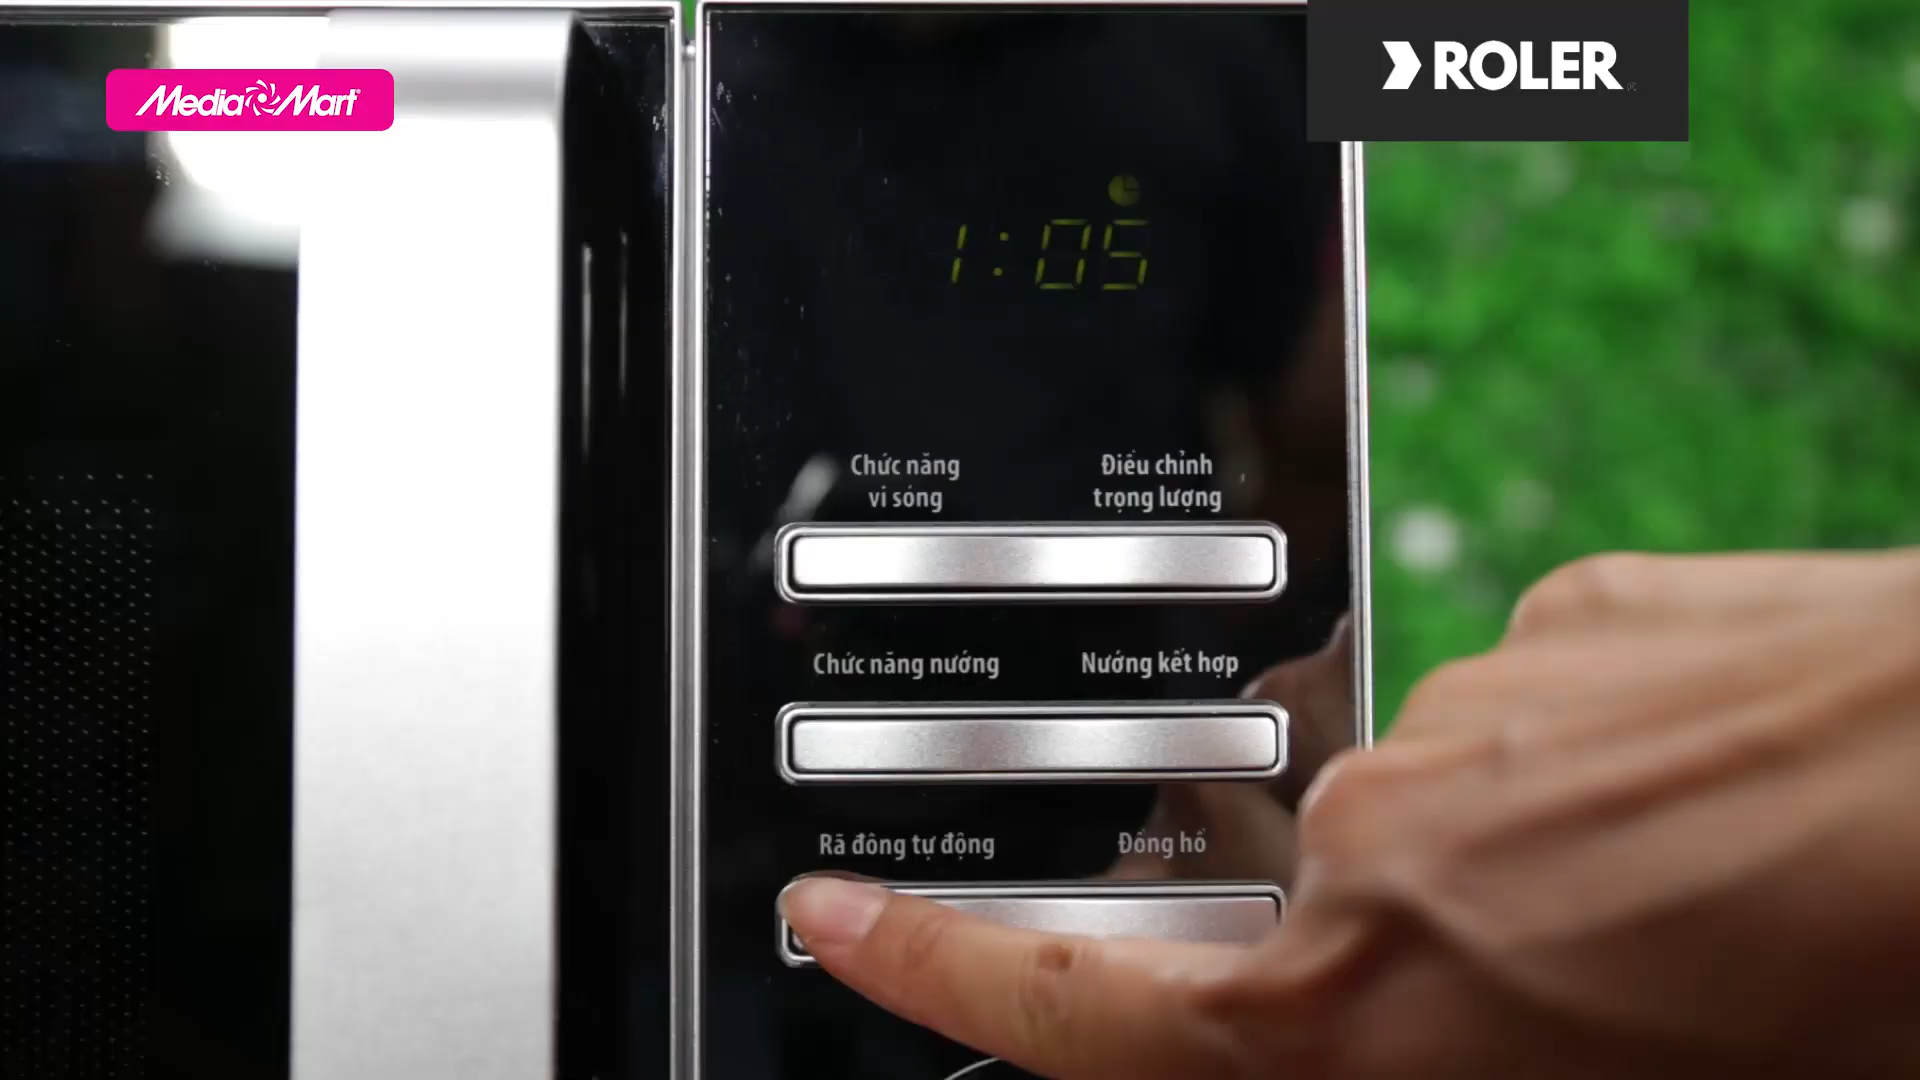 MediaMart
ROLER
1:05
Chức năng
vi sóng
Điều chỉnh
trọng lượng
Chức năng nướng
Nướng kết hợp
Rã đông tự động
Đồng hồ